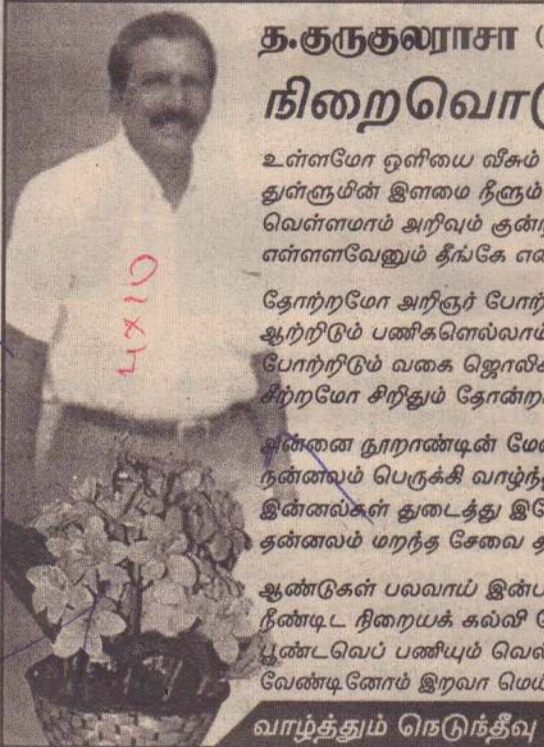 த.குருகுலராசா (
நிறைவொடு
உள்ளமோ ஒளியை வீசும்
துள்ளுமின் இளமை நீளும்
வெள்ளமாம் அறிவும்
எள்ளளவேனும் தீங்கே
தோற்றமோ அறிஞர்
ஆற்றிடும் பணிகளெல்லாம்
போற்றிடும் வகை
சீற்றமோ சிறிதும்
அன்னை நூறாண்டின்
நன்னலம் பெருக்கி
இன்னல்கள் துடைத்து
தன்னலம் மறந்த சேவை
ஆண்டுகள் பலவாய்
நீண்டிட நிறையக் கல்வி
பூண்டவெப் பணியும்
வேண்டினோம் இறவா
வாழ்த்தும் நெடுந்தீவு
4x10